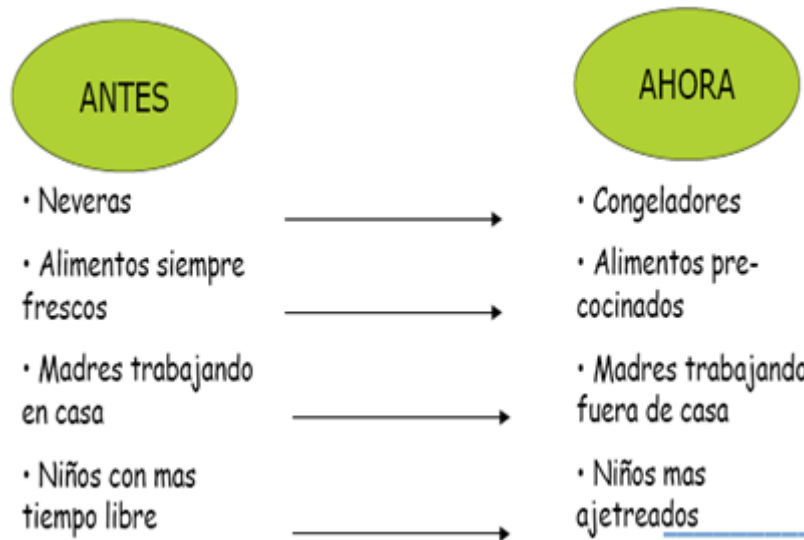 ANTES
• Neveras
• Alimentos siempre
frescos
• Madres trabajando
en casa
• Niños con mas
tiempo libre
AHORA
• Congeladores
• Alimentos pre-
cocinados
• Madres trabajando
fuera de casa
• Niños mas
ajetreados